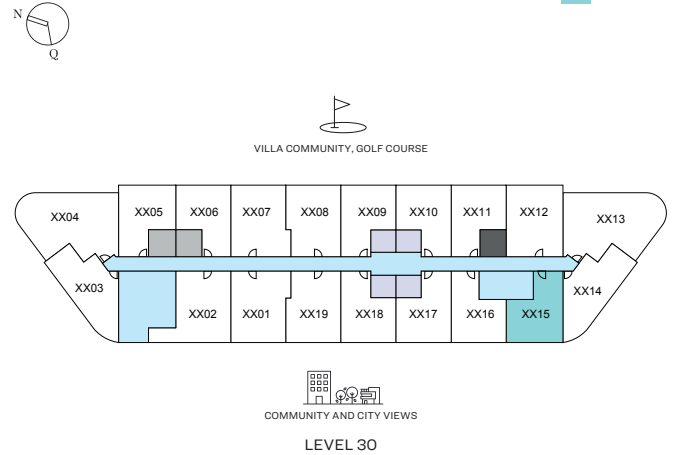 N
Q
VILLA COMMUNITY, GOLF COURSE
XX04 XX05 XX06 XX07 XX08 XX09 XX10 XX11 XX12 XX13
XX03 XX02 XX01 XX19 XX18 XX17 XX16 XX15 XX14
COMMUNITY AND CITY VIEWS
LEVEL 30